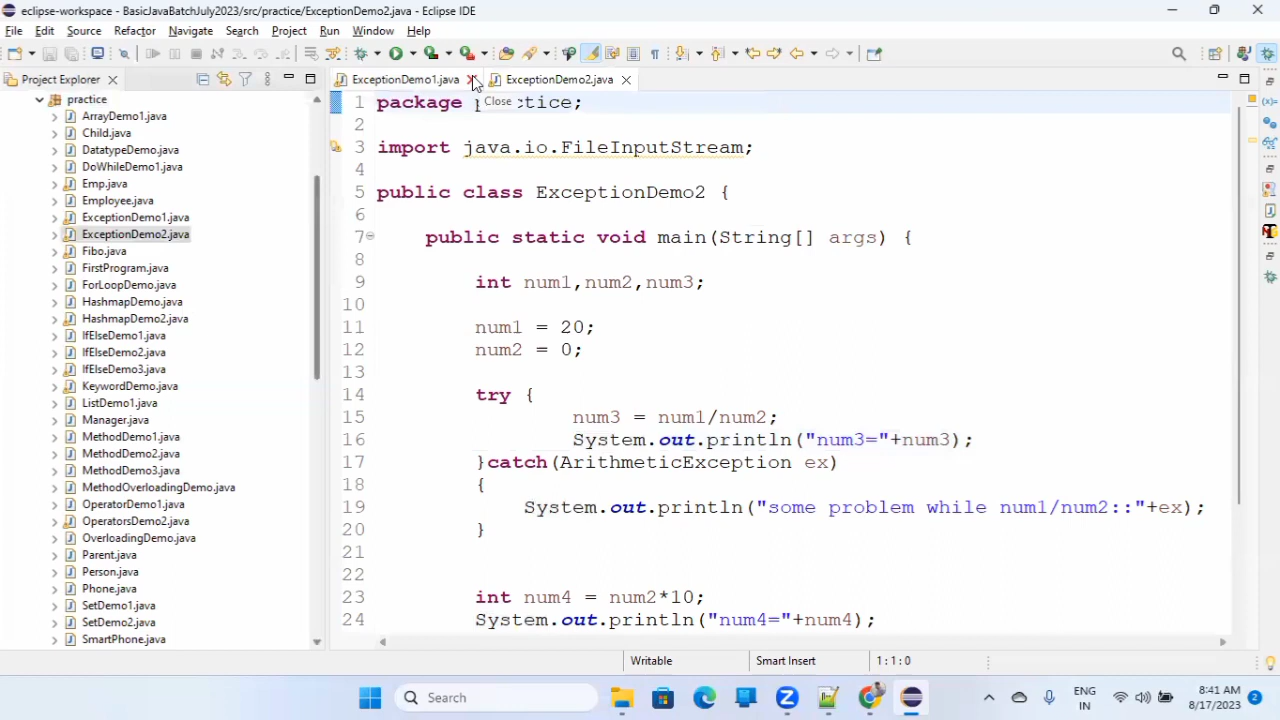 eclipse-workspace - BasicJavaBatchJuly2023/src/practice/ExceptionDemo2.java - Eclipse IDE
File Edit Source Refactor Navigate Search Project Run Window Help
Project Explorer
ExceptionDemo1.java
ExceptionDemo2.java
Close
practice
ArrayDemo1.java
Child.java
DatatypeDemo.java
DoWhileDemo1.java
Emp.java
Employee.java
ExceptionDemo1.java
ExceptionDemo2.java
Fibo.java
FirstProgram.java
ForLoopDemo.java
HashmapDemo.java
HashmapDemo2.java
IfElseDemo1.java
IfElseDemo2.java
IfElseDemo3.java
KeywordDemo.java
ListDemo1.java
Manager.java
MethodDemo1.java
MethodDemo2.java
MethodDemo3.java
MethodOverloadingDemo.java
OperatorDemo1.java
OperatorsDemo2.java
OverloadingDemo.java
Parent.java
Person.java
Phone.java
SetDemo1.java
SetDemo2.java
SmartPhone.java
1 package tice;
2
3 import java.io.FileInputStream;
4
5 public class ExceptionDemo2 {
6
7 public static void main(String[] args) {
8
9 int num1,num2,num3;
10
11 num1 = 20;
12 num2 = 0;
13
14 try {
15 num3 = num1/num2;
16 System.out.println("num3="+num3);
17 }catch(ArithmeticException ex)
18 {
19 System.out.println("some problem while num1/num2::"+ex);
20 }
21
22
23 int num4 = num2*10;
24 System.out.println("num4="+num4);
Writable
Smart Insert
1 : 1 : 0
Search
ENG
IN
8:41 AM
8/17/2023
2